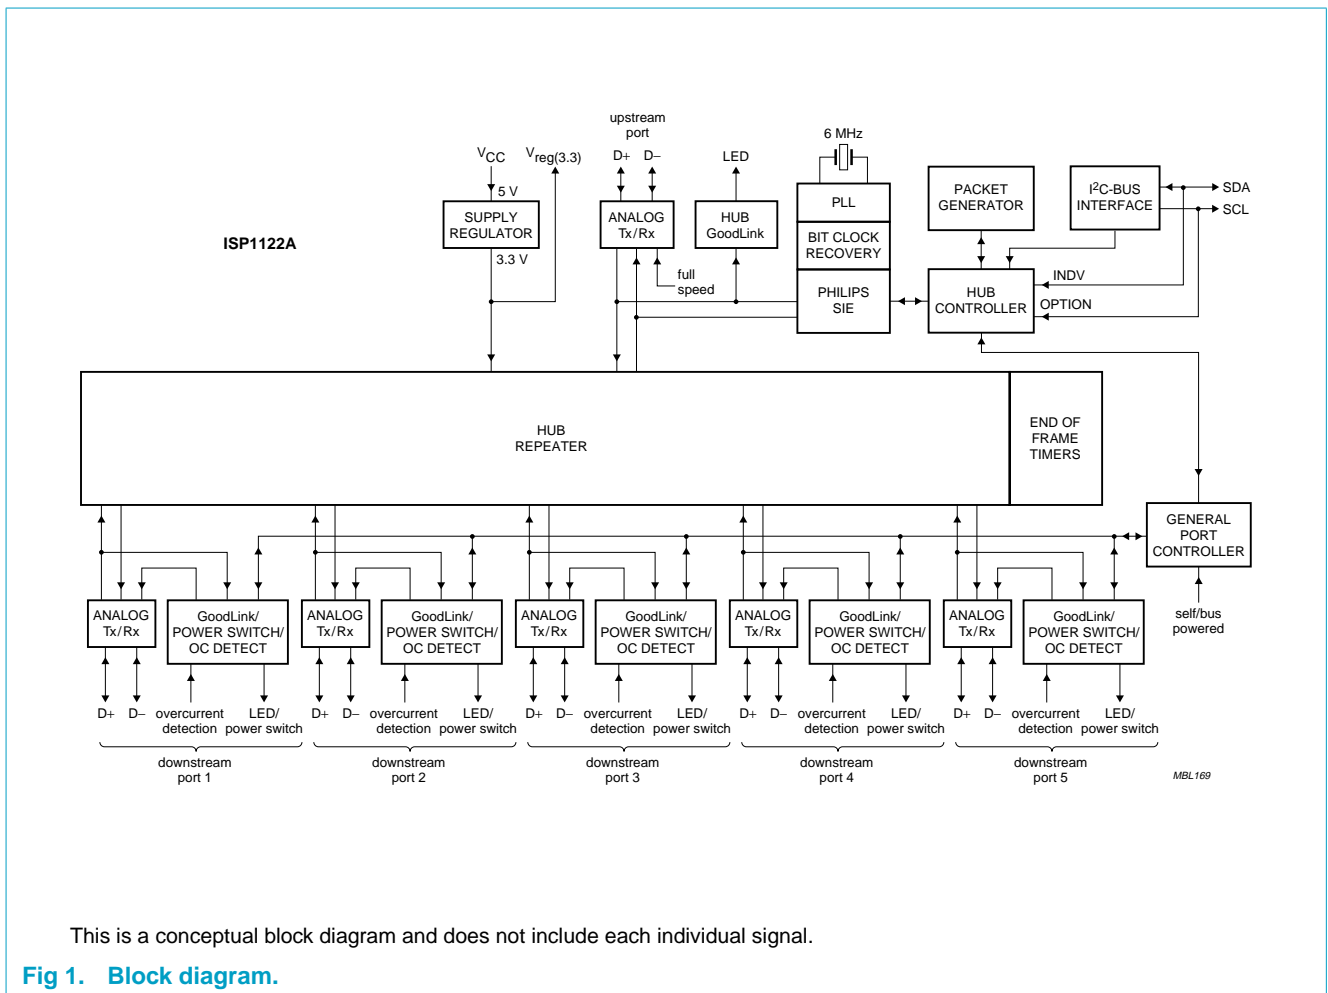 upstream
port
6 MHz
VCC
Vreg(3.3)
D+
D−
LED
5 V
SUPPLY
REGULATOR
3.3 V
ANALOG
Tx/Rx
HUB
GoodLink
full
speed
PLL
BIT CLOCK
RECOVERY
PHILIPS
SIE
PACKET
GENERATOR
I2C-BUS
INTERFACE
SDA
SCL
ISP1122A
HUB
CONTROLLER
INDV
OPTION
HUB
REPEATER
END OF
FRAME
TIMERS
GENERAL
PORT
CONTROLLER
self/bus
powered
ANALOG
Tx/Rx
GoodLink/
POWER SWITCH/
OC DETECT
D+
D−
overcurrent
detection
LED/
power switch
downstream
port 1
ANALOG
Tx/Rx
GoodLink/
POWER SWITCH/
OC DETECT
D+
D−
overcurrent
detection
LED/
power switch
downstream
port 2
ANALOG
Tx/Rx
GoodLink/
POWER SWITCH/
OC DETECT
D+
D−
overcurrent
detection
LED/
power switch
downstream
port 3
ANALOG
Tx/Rx
GoodLink/
POWER SWITCH/
OC DETECT
D+
D−
overcurrent
detection
LED/
power switch
downstream
port 4
ANALOG
Tx/Rx
GoodLink/
POWER SWITCH/
OC DETECT
D+
D−
overcurrent
detection
LED/
power switch
downstream
port 5
MBL169
This is a conceptual block diagram and does not include each individual signal.
Fig 1. Block diagram.